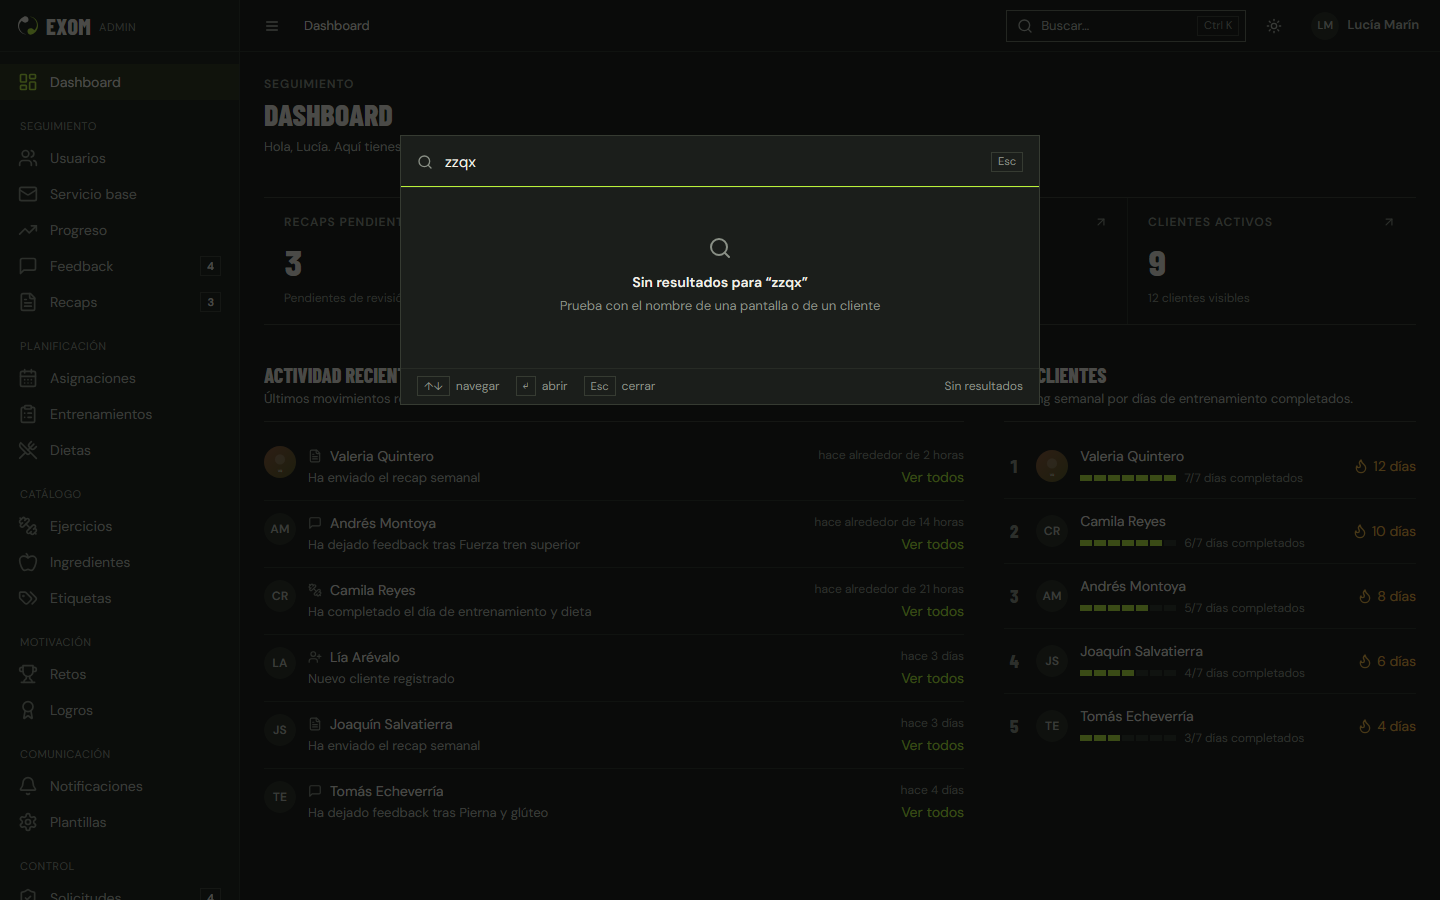 EXOM ADMIN
Dashboard
Buscar...
Ctrl K
LM
Lucía Marín
Dashboard
SEGUIMIENTO
Usuarios
Servicio base
Progreso
Feedback
4
Recaps
3
PLANIFICACIÓN
Asignaciones
Entrenamientos
Dietas
CATÁLOGO
Ejercicios
Ingredientes
Etiquetas
MOTIVACIÓN
Retos
Logros
COMUNICACIÓN
Notificaciones
Plantillas
CONTROL
Solicitudes
4
SEGUIMIENTO
DASHBOARD
Hola, Lucía. Aquí tienes
zzqx
Esc
Sin resultados para “zzqx”
Prueba con el nombre de una pantalla o de un cliente
↑↓ navegar
↵ abrir
Esc cerrar
Sin resultados
RECAPS PENDIENT
3
Pendientes de revisió
CLIENTES ACTIVOS
9
12 clientes visibles
ACTIVIDAD RECIENT
Últimos movimientos re
Valeria Quintero
hace alrededor de 2 horas
Ha enviado el recap semanal
Ver todos
AM
Andrés Montoya
hace alrededor de 14 horas
Ha dejado feedback tras Fuerza tren superior
Ver todos
CR
Camila Reyes
hace alrededor de 21 horas
Ha completado el día de entrenamiento y dieta
Ver todos
LA
Lía Arévalo
hace 3 días
Nuevo cliente registrado
Ver todos
JS
Joaquín Salvatierra
hace 3 días
Ha enviado el recap semanal
Ver todos
TE
Tomás Echeverría
hace 4 días
Ha dejado feedback tras Pierna y glúteo
Ver todos
CLIENTES
ng semanal por días de entrenamiento completados.
1
Valeria Quintero
7/7 días completados
12 días
2
CR
Camila Reyes
6/7 días completados
10 días
3
AM
Andrés Montoya
5/7 días completados
8 días
4
JS
Joaquín Salvatierra
4/7 días completados
6 días
5
TE
Tomás Echeverría
3/7 días completados
4 días